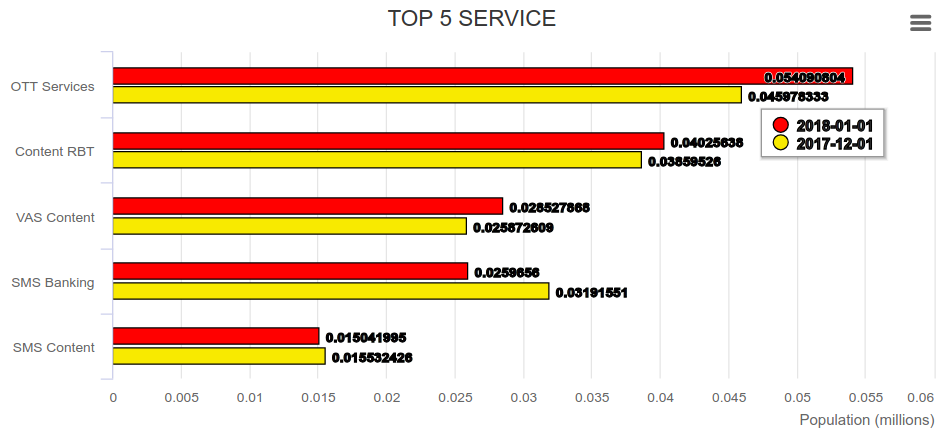 TOP 5 SERVICE
OTT Services
0.054090804
0.045978333
2018-01-01
2017-12-01
Content RBT
0.04025638
0.03859526
VAS Content
0.028527868
0.025872609
SMS Banking
0.0259656
0.03191551
SMS Content
0.015041995
0.015532426
0 0.005 0.01 0.015 0.02 0.025 0.03 0.035 0.04 0.045 0.05 0.055 0.06
Population (millions)